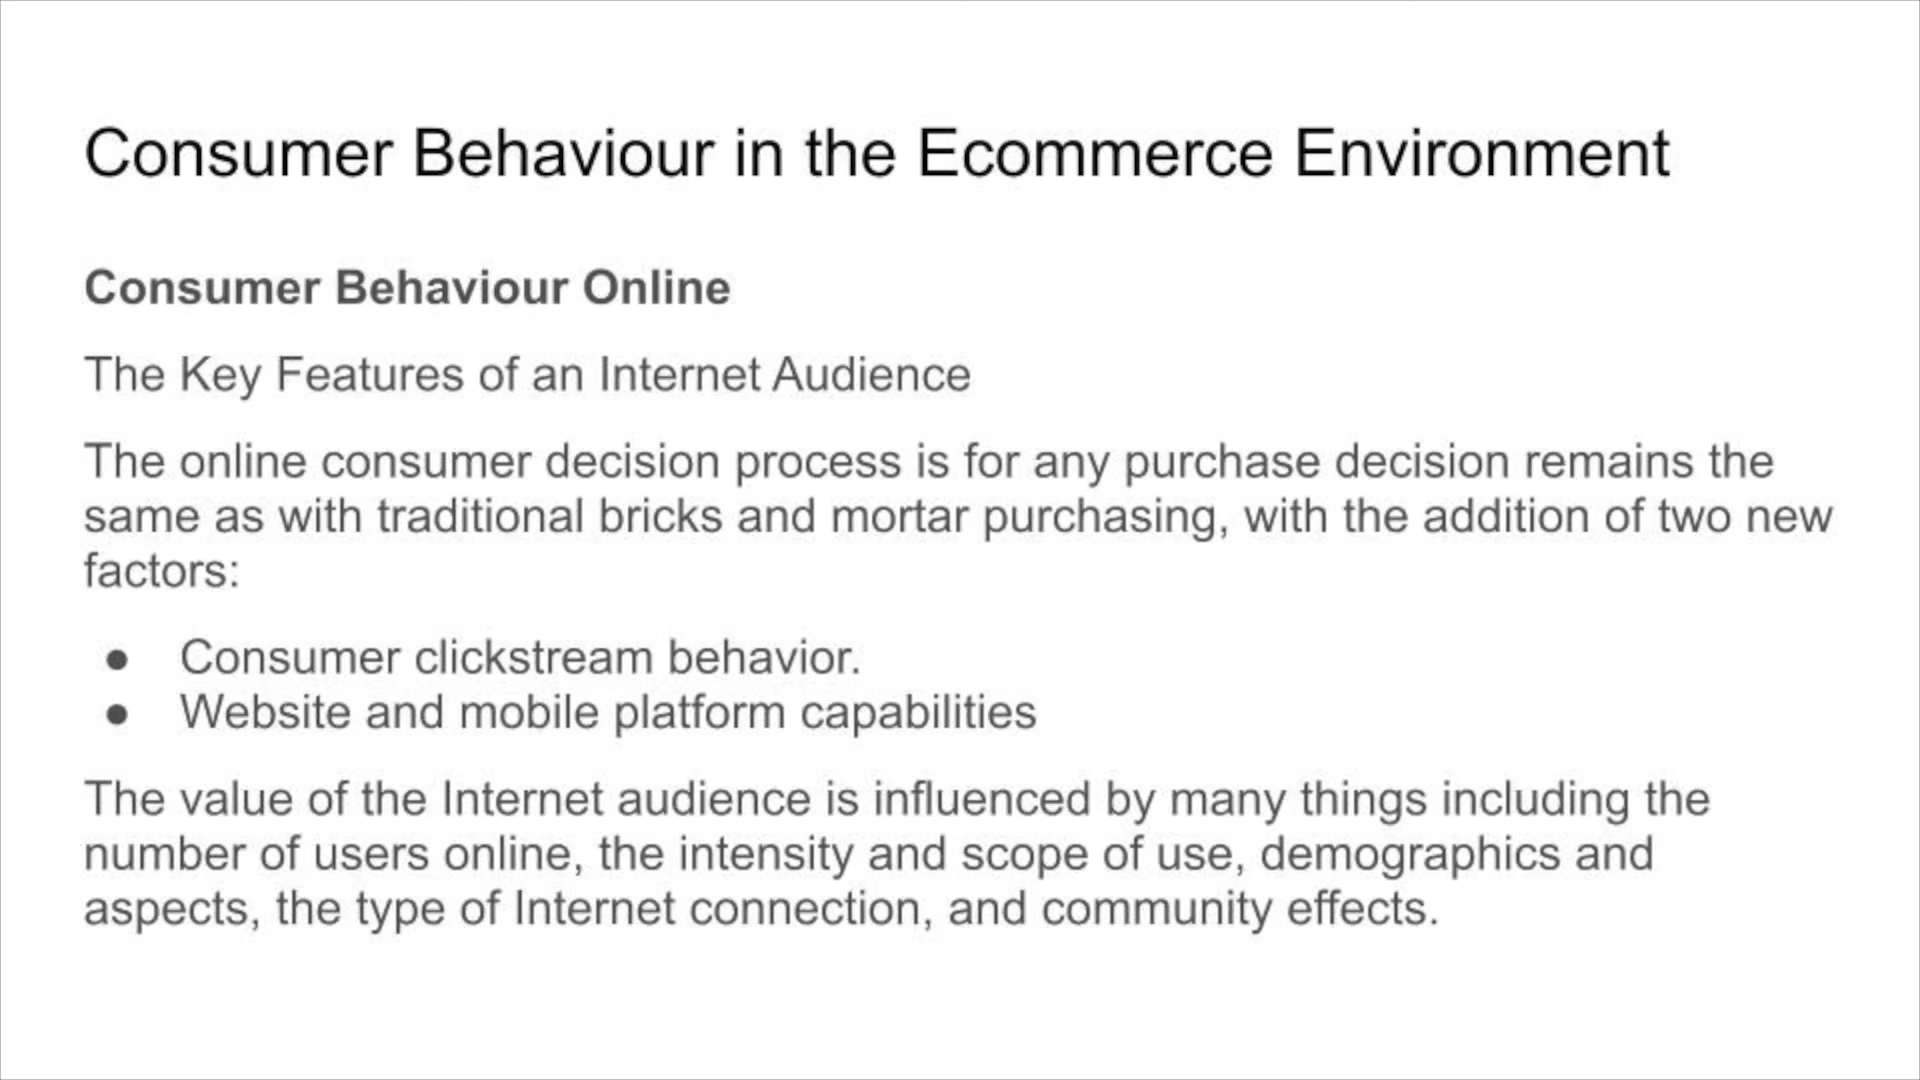 Consumer Behaviour in the Ecommerce Environment
Consumer Behaviour Online
The Key Features of an Internet Audience
The online consumer decision process is for any purchase decision remains the
same as with traditional bricks and mortar purchasing, with the addition of two new
factors:
● Consumer clickstream behavior.
● Website and mobile platform capabilities
The value of the Internet audience is influenced by many things including the
number of users online, the intensity and scope of use, demographics and
aspects, the type of Internet connection, and community effects.